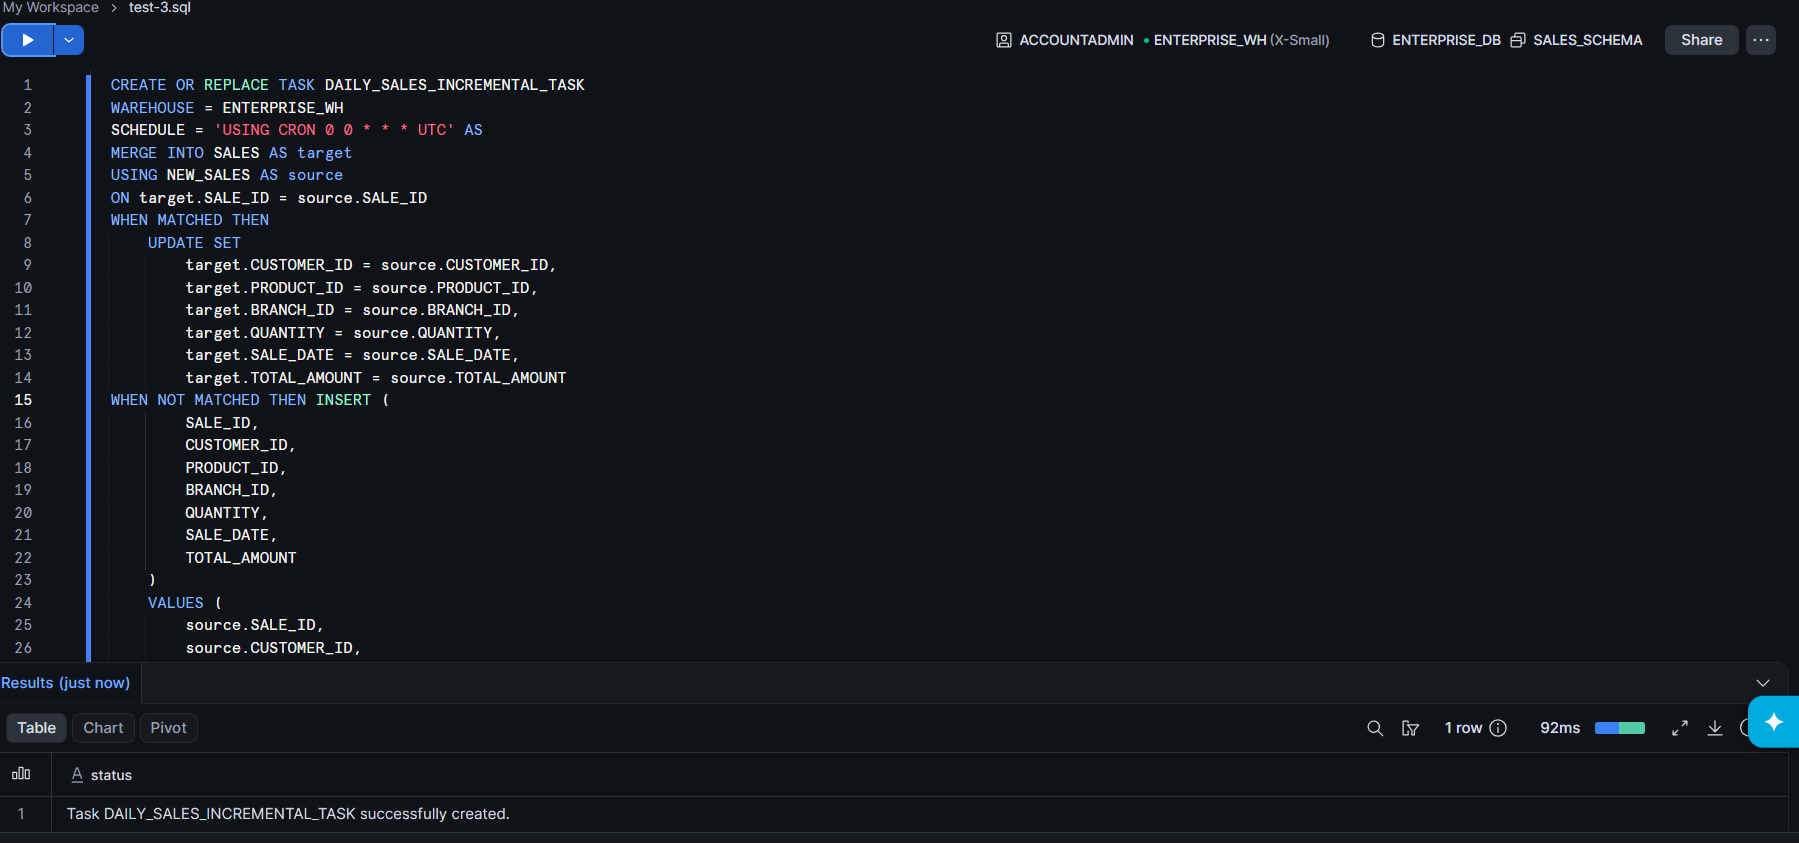 My Workspace > test-3.sql
ACCOUNTADMIN ENTERPRISE_WH (X-Small) ENTERPRISE_DB SALES_SCHEMA Share ...
1 CREATE OR REPLACE TASK DAILY_SALES_INCREMENTAL_TASK
2 WAREHOUSE = ENTERPRISE_WH
3 SCHEDULE = 'USING CRON 0 0 * * * UTC' AS
4 MERGE INTO SALES AS target
5 USING NEW_SALES AS source
6 ON target.SALE_ID = source.SALE_ID
7 WHEN MATCHED THEN
8 UPDATE SET
9 target.CUSTOMER_ID = source.CUSTOMER_ID,
10 target.PRODUCT_ID = source.PRODUCT_ID,
11 target.BRANCH_ID = source.BRANCH_ID,
12 target.QUANTITY = source.QUANTITY,
13 target.SALE_DATE = source.SALE_DATE,
14 target.TOTAL_AMOUNT = source.TOTAL_AMOUNT
15 WHEN NOT MATCHED THEN INSERT (
16 SALE_ID,
17 CUSTOMER_ID,
18 PRODUCT_ID,
19 BRANCH_ID,
20 QUANTITY,
21 SALE_DATE,
22 TOTAL_AMOUNT
23 )
24 VALUES (
25 source.SALE_ID,
26 source.CUSTOMER_ID,
Results (just now)
Table Chart Pivot 1 row 92ms
A status
1 Task DAILY_SALES_INCREMENTAL_TASK successfully created.